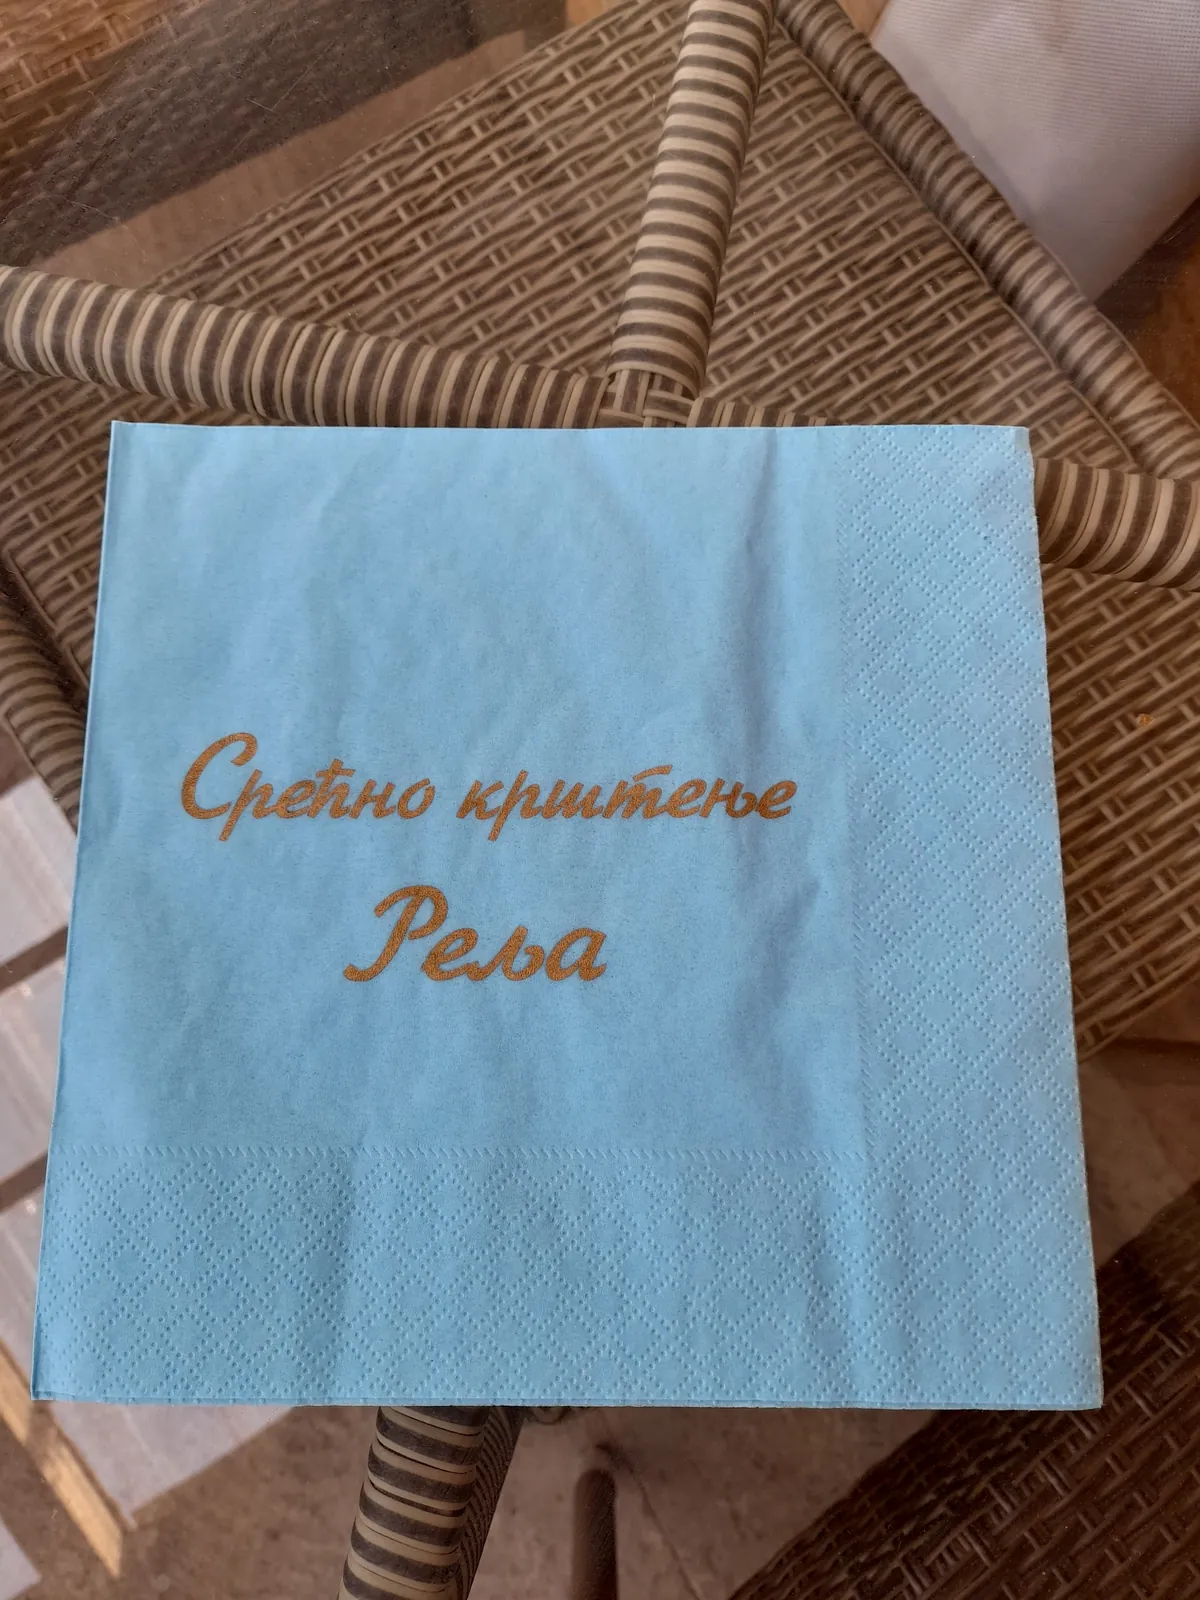 Срећно крштење
Реља